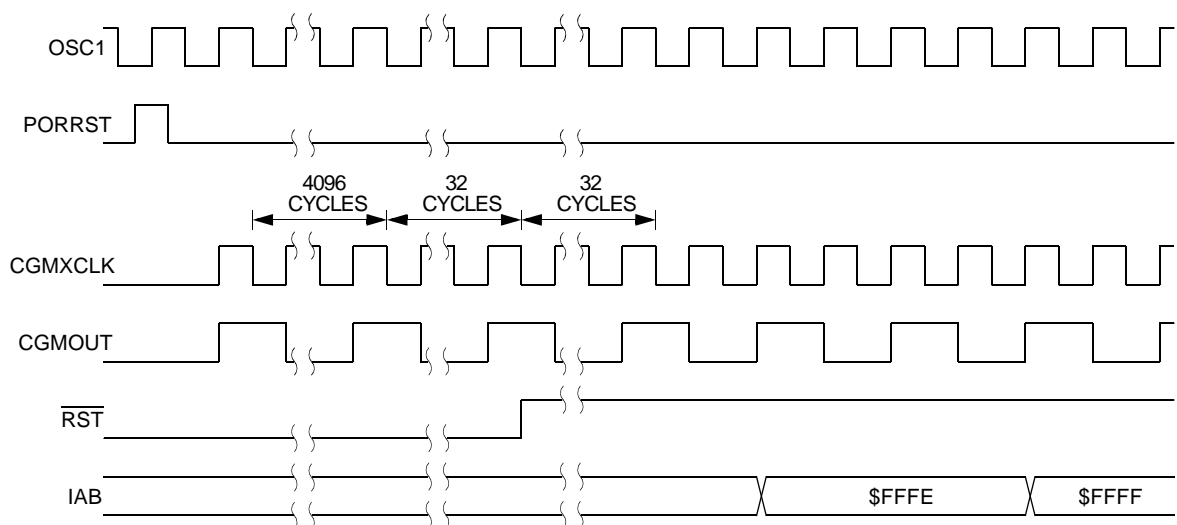 OSC1
PORRST
4096
CYCLES
32
CYCLES
32
CYCLES
CGMXCLK
CGMOUT
RST
IAB
$FFFE
$FFFF